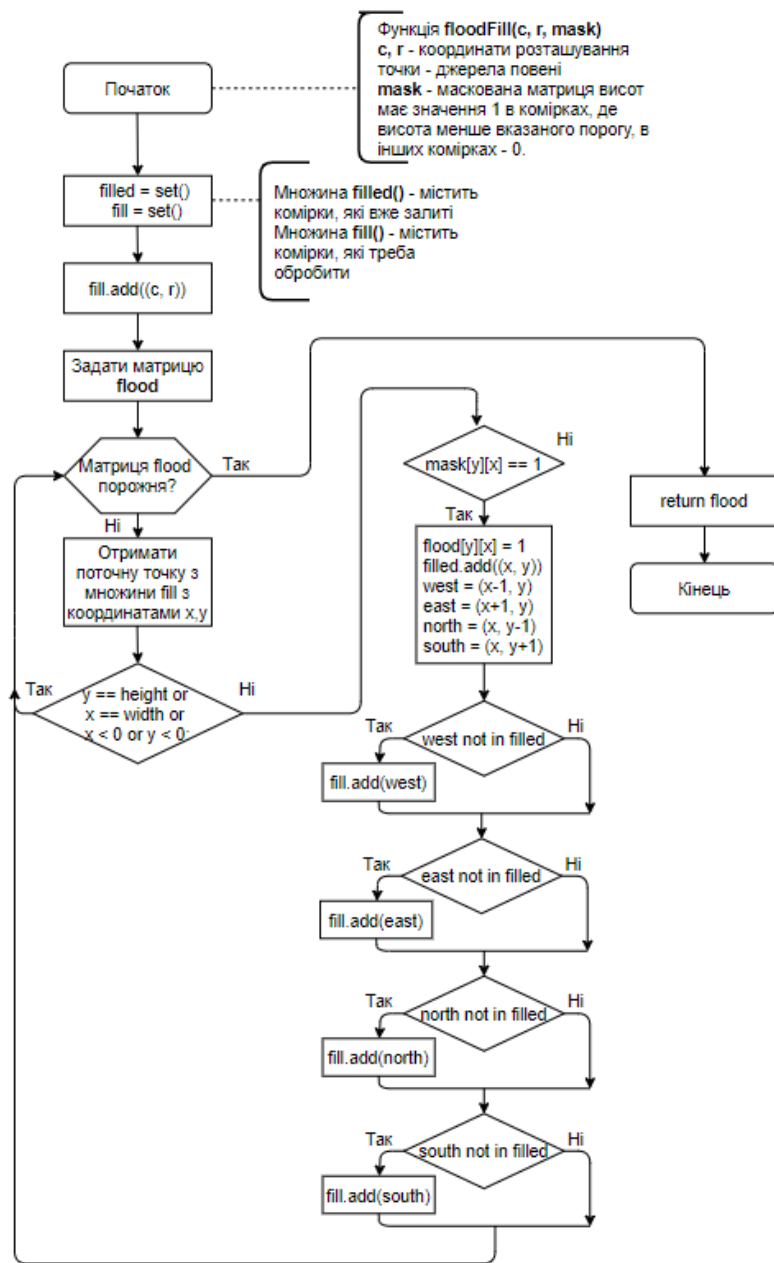 Функція floodFill(c, r, mask)
c, r - координати розташування
точки - джерела повені
mask - маскована матриця висот
має значення 1 в комірках, де
висота менше вказаного порогу, в
інших комірках - 0.
Початок
filled = set()
fill = set()
Множина filled() - містить
комірки, які вже залиті
Множина fill() - містить
комірки, які треба
обробити
fill.add((c, r))
Задати матрицю
flood
Матриця flood
порожня?
Так
Ні
Отримати
поточну точку з
множини fill з
координатами x,y
Так
y == height or
x == width or
x < 0 or y < 0:
Ні
mask[y][x] == 1
Ні
Так
flood[y][x] = 1
filled.add((x, y))
west = (x-1, y)
east = (x+1, y)
north = (x, y-1)
south = (x, y+1)
return flood
Кінець
Так
west not in filled
Ні
fill.add(west)
Так
east not in filled
Ні
fill.add(east)
Так
north not in filled
Ні
fill.add(north)
Так
south not in filled
Ні
fill.add(south)